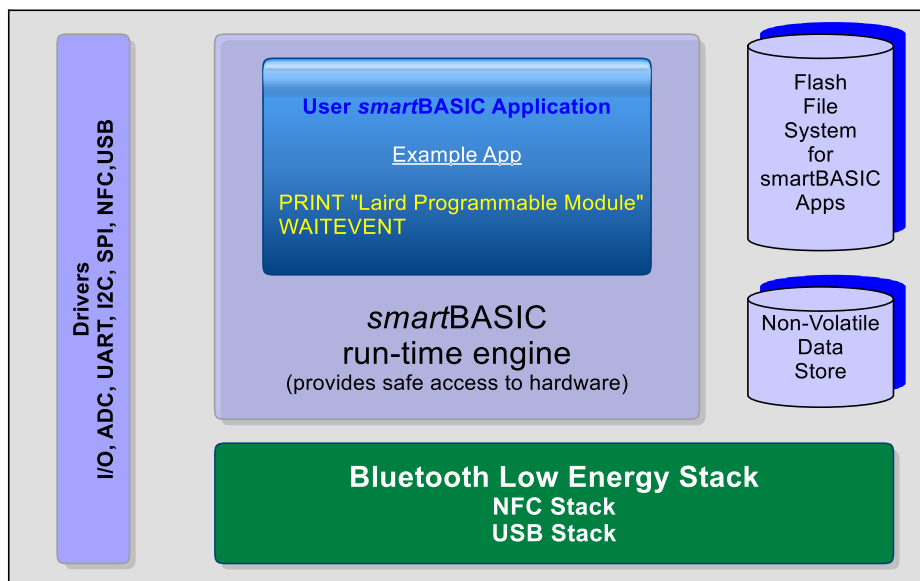 Drivers
I/O, ADC, UART, I2C, SPI, NFC,USB
User smartBASIC Application
Example App
PRINT "Laird Programmable Module"
WAITEVENT
smartBASIC
run-time engine
(provides safe access to hardware)
Flash
File
System
for
smartBASIC
Apps
Non-Volatile
Data
Store
Bluetooth Low Energy Stack
NFC Stack
USB Stack